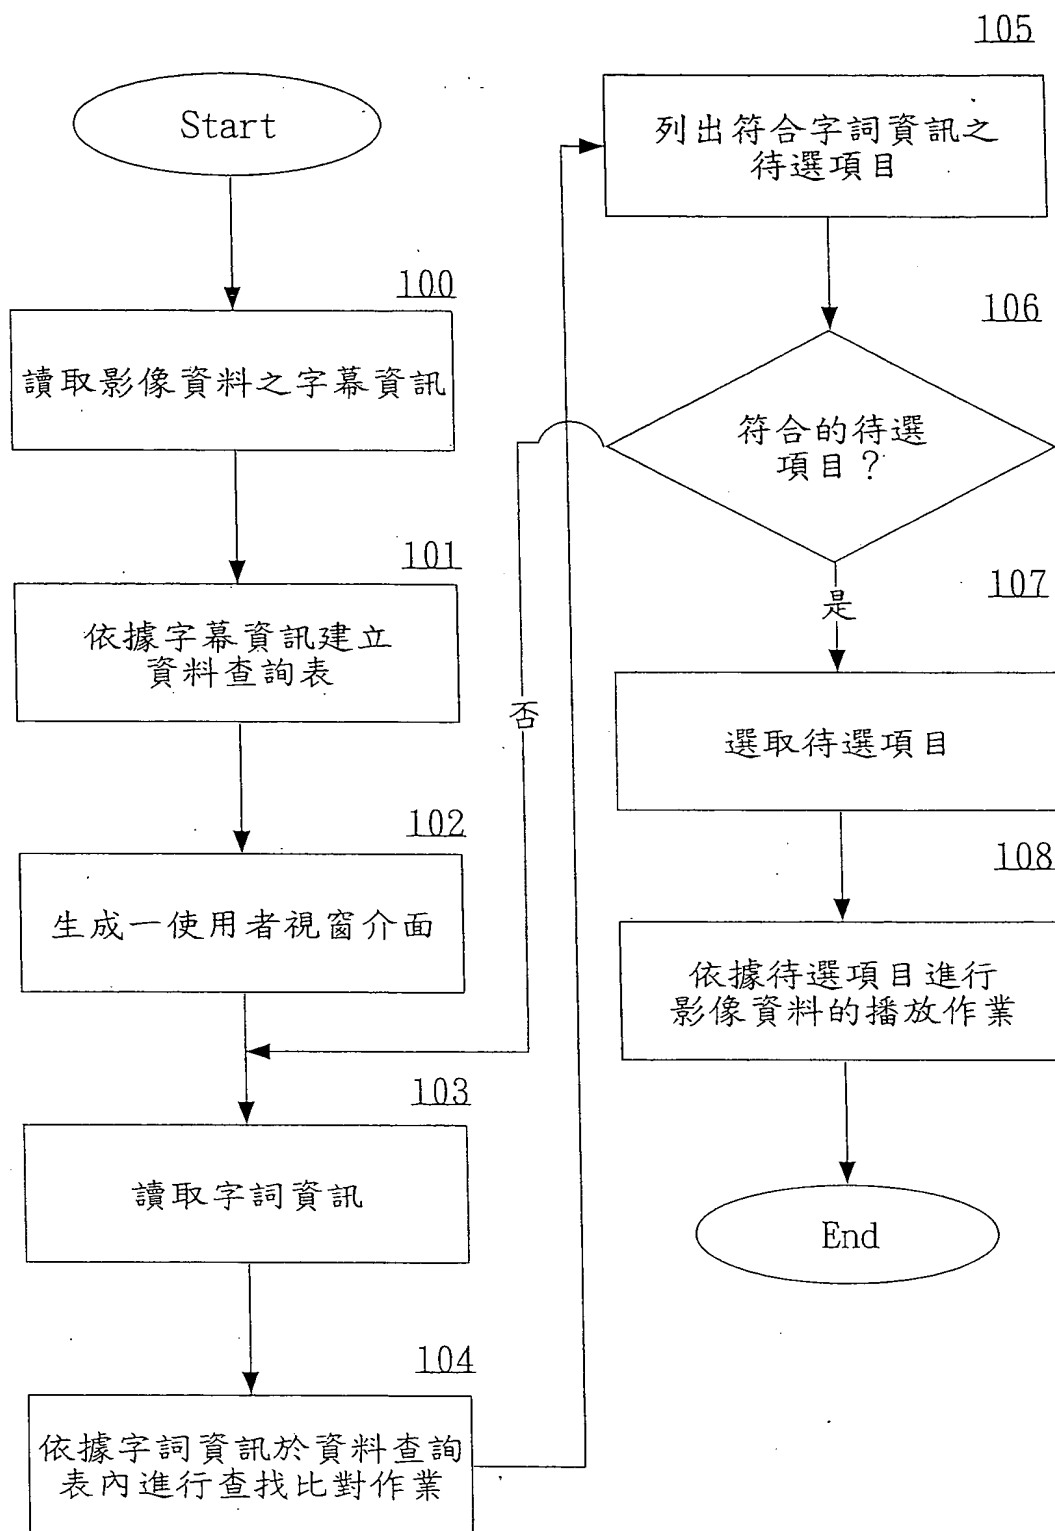 Start
100
讀取影像資料之字幕資訊
101
依據字幕資訊建立
資料查詢表
102
生成一使用者視窗介面
103
讀取字詞資訊
104
依據字詞資訊於資料查詢
表內進行查找比對作業
105
列出符合字詞資訊之
待選項目
106
符合的待選
項目?
否
是
107
選取待選項目
108
依據待選項目進行
影像資料的播放作業
End